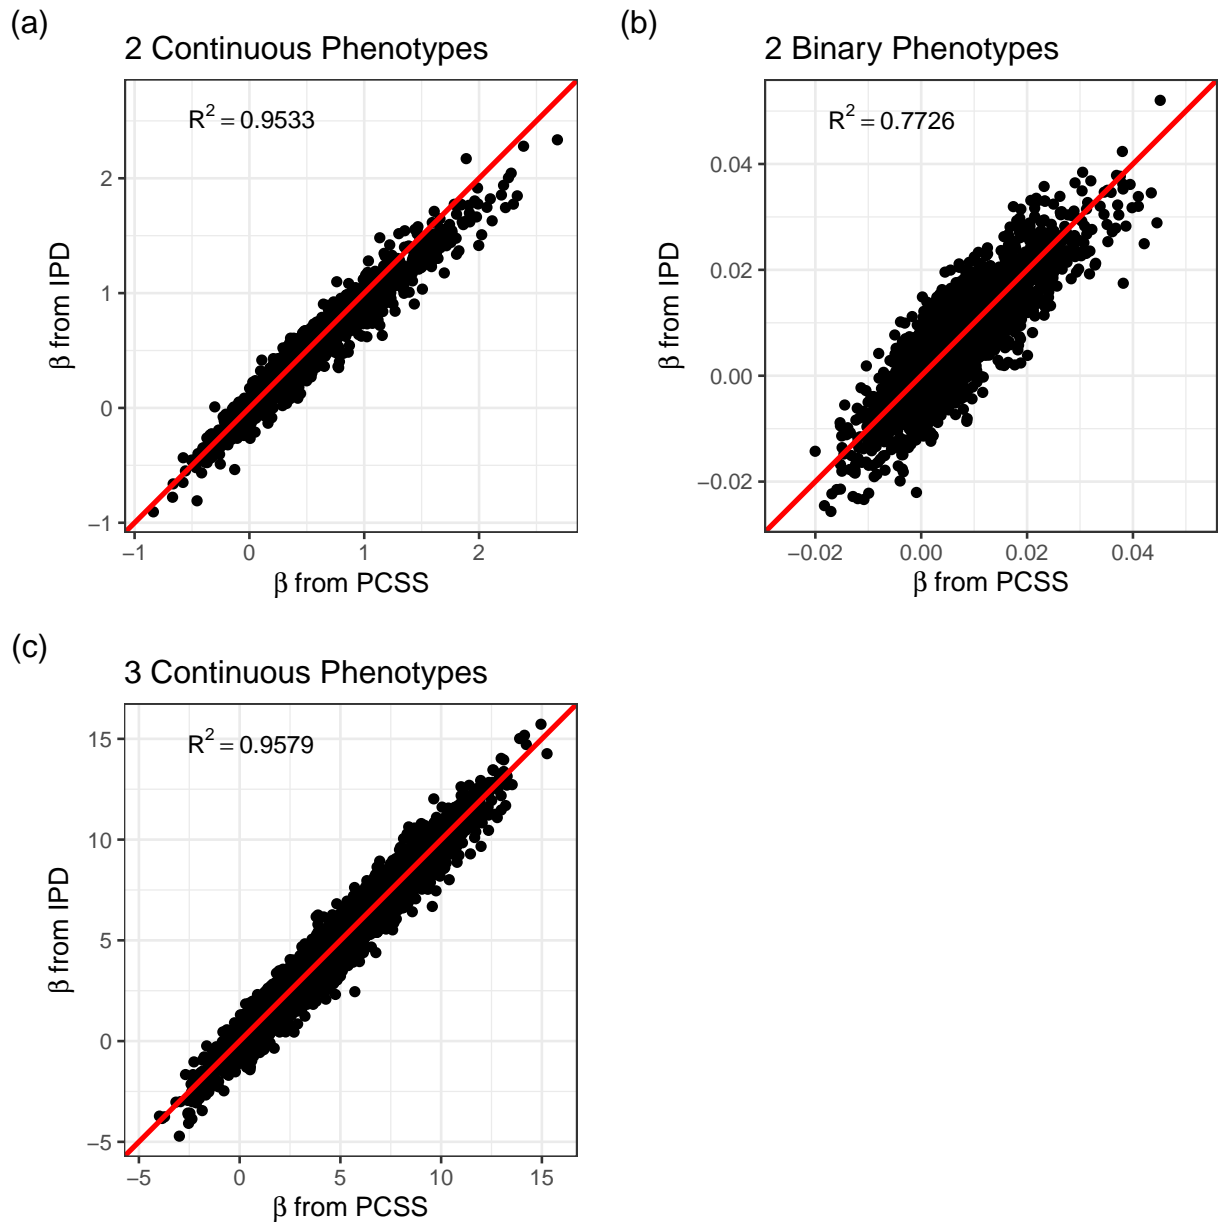 (a)
2 Continuous Phenotypes
R² = 0.9533
β from IPD
2
1
0
−1
−1 0 1 2
β from PCSS
(b)
2 Binary Phenotypes
R² = 0.7726
β from IPD
0.04
0.02
0.00
−0.02
−0.02 0.00 0.02 0.04
β from PCSS
(c)
3 Continuous Phenotypes
R² = 0.9579
β from IPD
15
10
5
0
−5
−5 0 5 10 15
β from PCSS